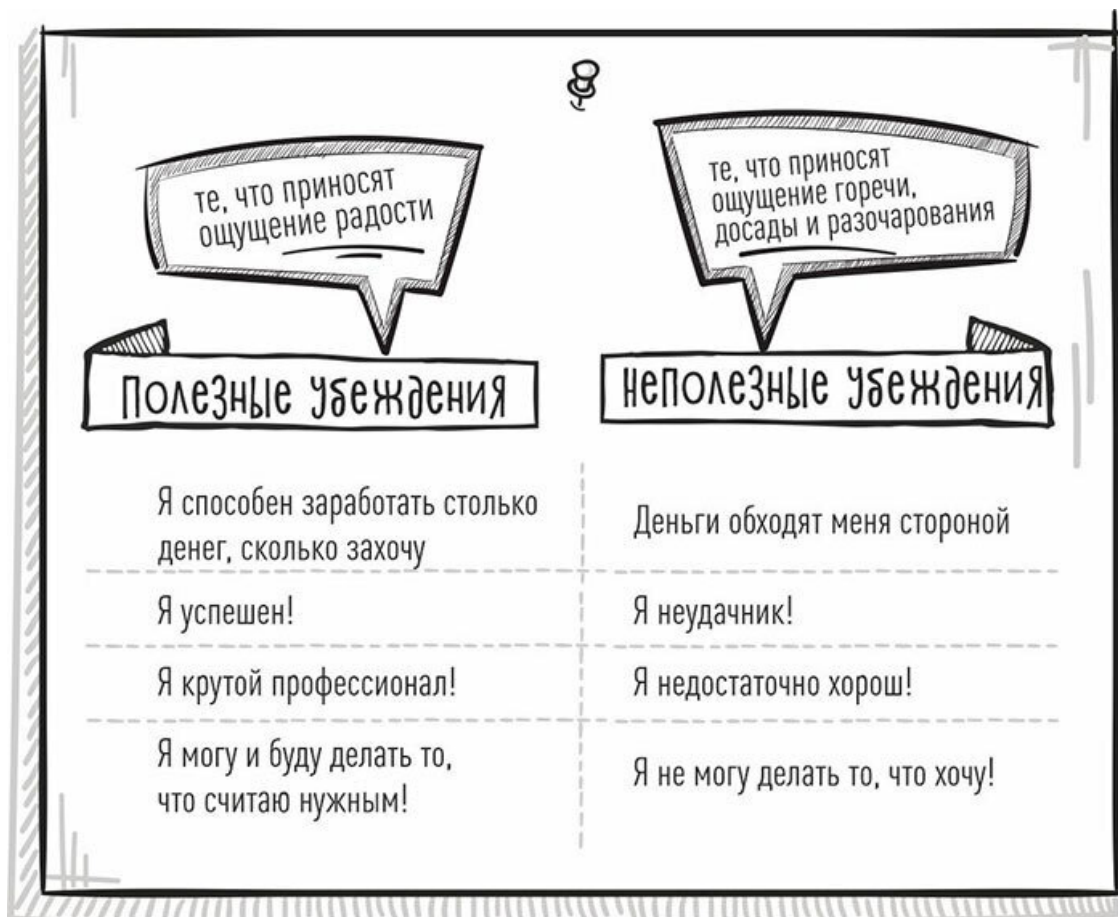 те, что приносят
ощущение радости
те, что приносят
ощущение горечи,
досады и разочарования
Полезные убеждения
Неполезные убеждения
Я способен заработать столько
денег, сколько захочу
Деньги обходят меня стороной
Я успешен!
Я неудачник!
Я крутой профессионал!
Я недостаточно хорош!
Я могу и буду делать то,
что считаю нужным!
Я не могу делать то, что хочу!